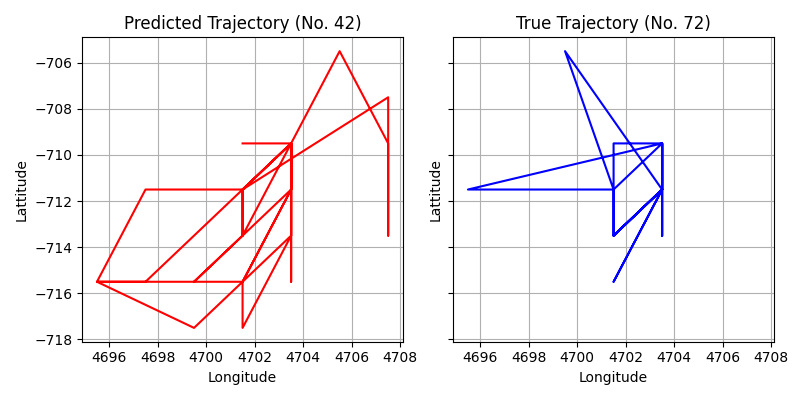 Predicted Trajectory (No. 42)
−706
−708
−710
−712
−714
−716
−718
Lattitude
4696 4698 4700 4702 4704 4706 4708
Longitude
True Trajectory (No. 72)
Lattitude
4696 4698 4700 4702 4704 4706 4708
Longitude